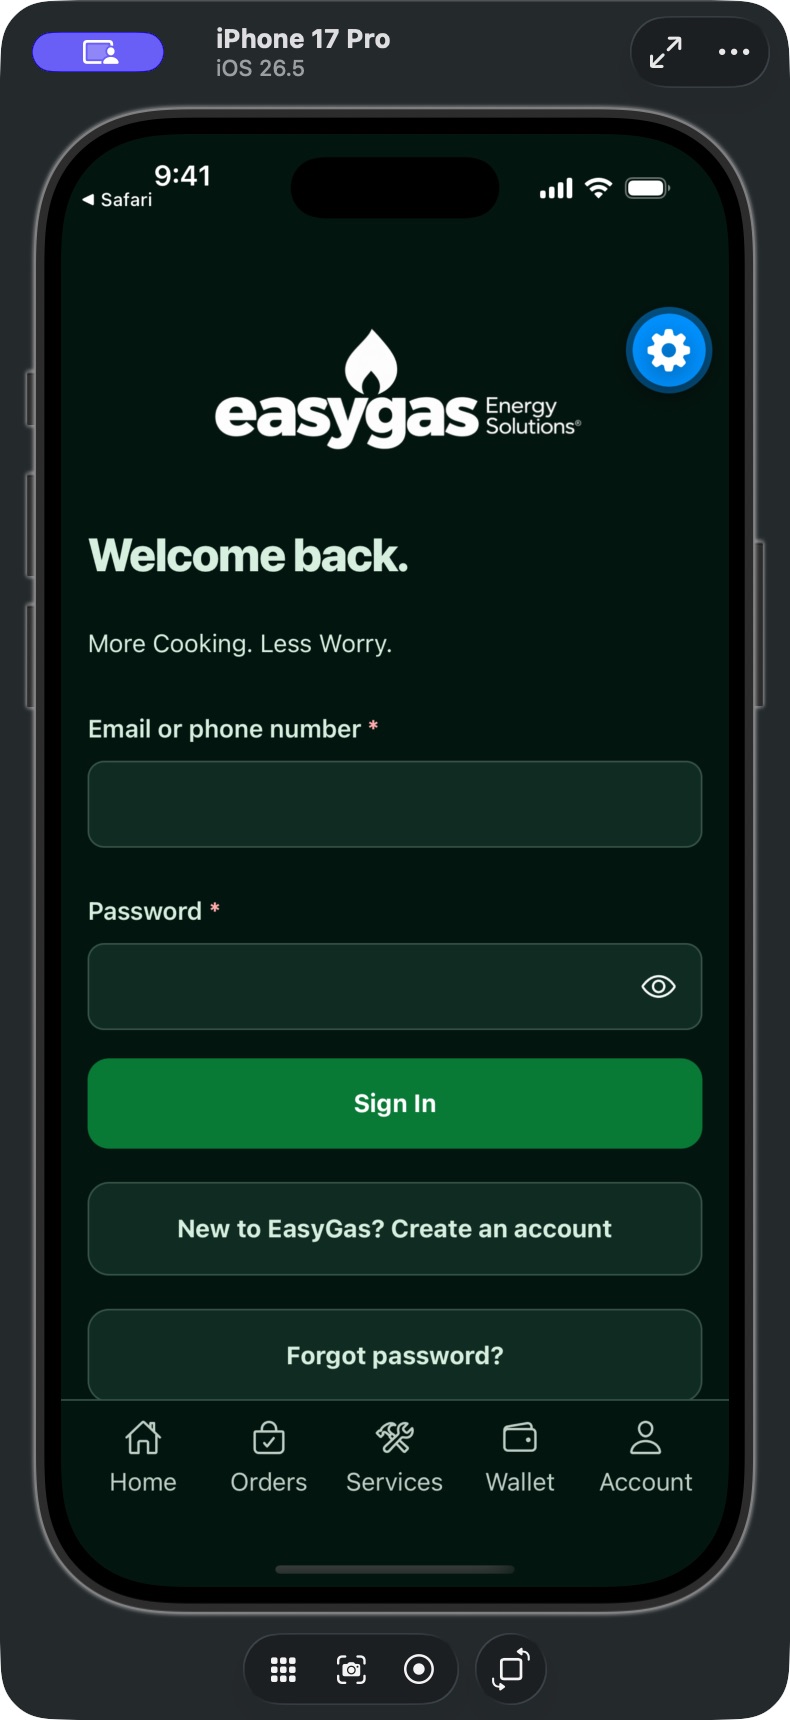 iPhone 17 Pro
iOS 26.5
9:41
Safari
easygas Energy Solutions®
Welcome back.
More Cooking. Less Worry.
Email or phone number *
Password *
Sign In
New to EasyGas? Create an account
Forgot password?
Home Orders Services Wallet Account